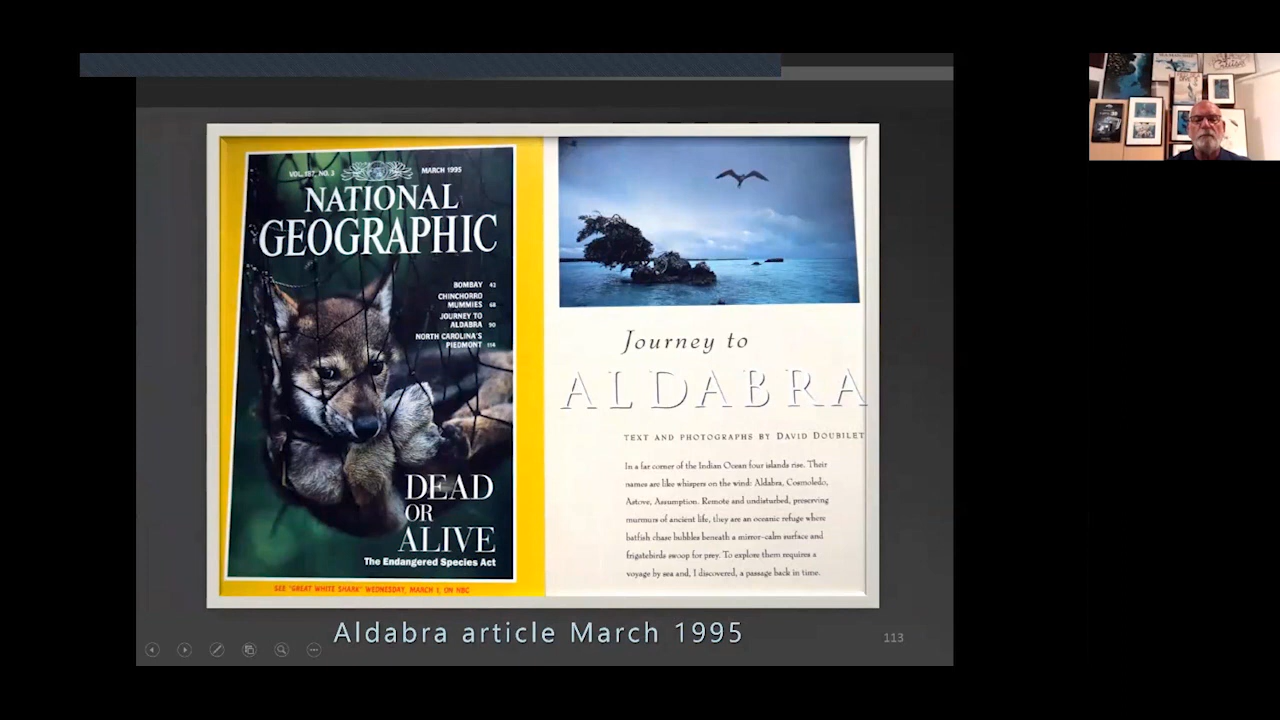 VOL. 187, NO. 3
MARCH 1995
NATIONAL
GEOGRAPHIC
BOMBAY 42
CHINCHORRO
MUMMIES 68
JOURNEY TO
ALDABRA 90
NORTH CAROLINA'S
PIEDMONT 114
DEAD
OR
ALIVE
The Endangered Species Act
SEE "GREAT WHITE SHARK" WEDNESDAY, MARCH 1, ON NBC
Journey to
ALDABRA
TEXT AND PHOTOGRAPHS BY DAVID DOUBILET
In a far corner of the Indian Ocean four islands rise. Their
names are like whispers on the wind: Aldabra, Cosmoledo,
Astove, Assumption. Remote and undisturbed, preserving
murmurs of ancient life, they are an oceanic refuge where
batfish chase bubbles beneath a mirror-calm surface and
frigatebirds swoop for prey. To explore them requires a
voyage by sea and, I discovered, a passage back in time.
Aldabra article March 1995
113